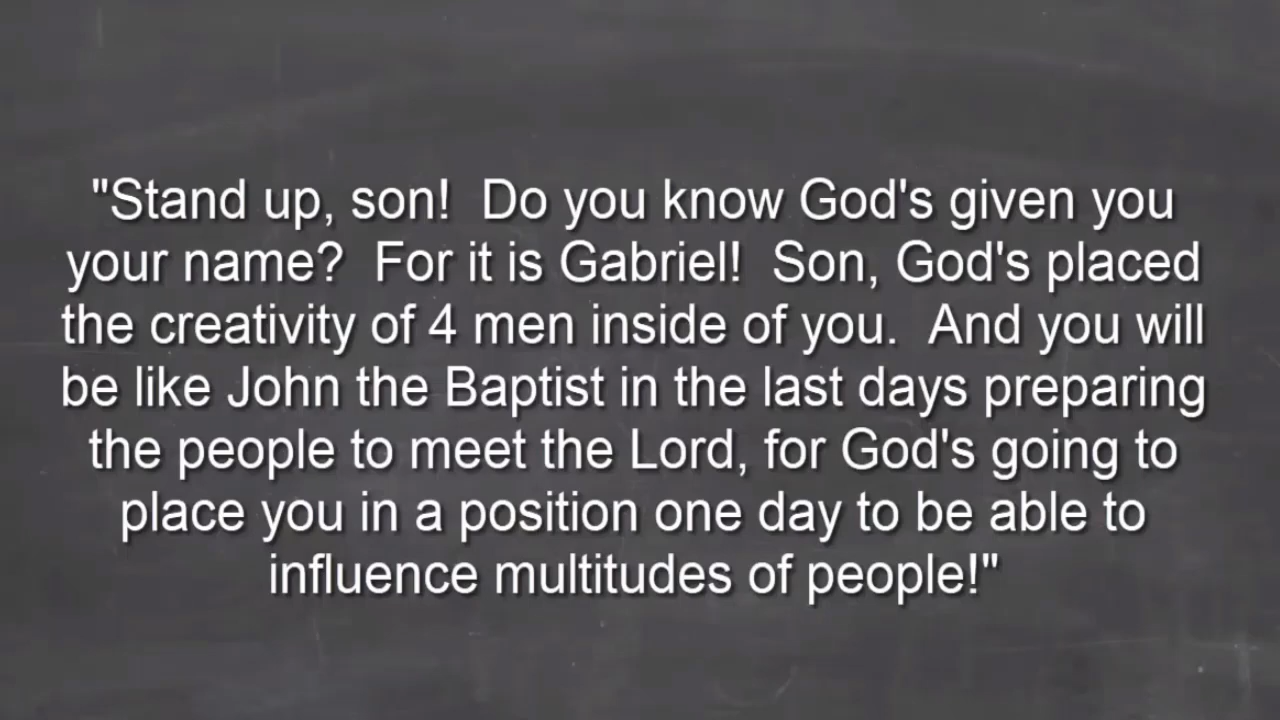 "Stand up, son!  Do you know God's given you
your name?  For it is Gabriel!  Son, God's placed
the creativity of 4 men inside of you.  And you will
be like John the Baptist in the last days preparing
the people to meet the Lord, for God's going to
place you in a position one day to be able to
influence multitudes of people!"